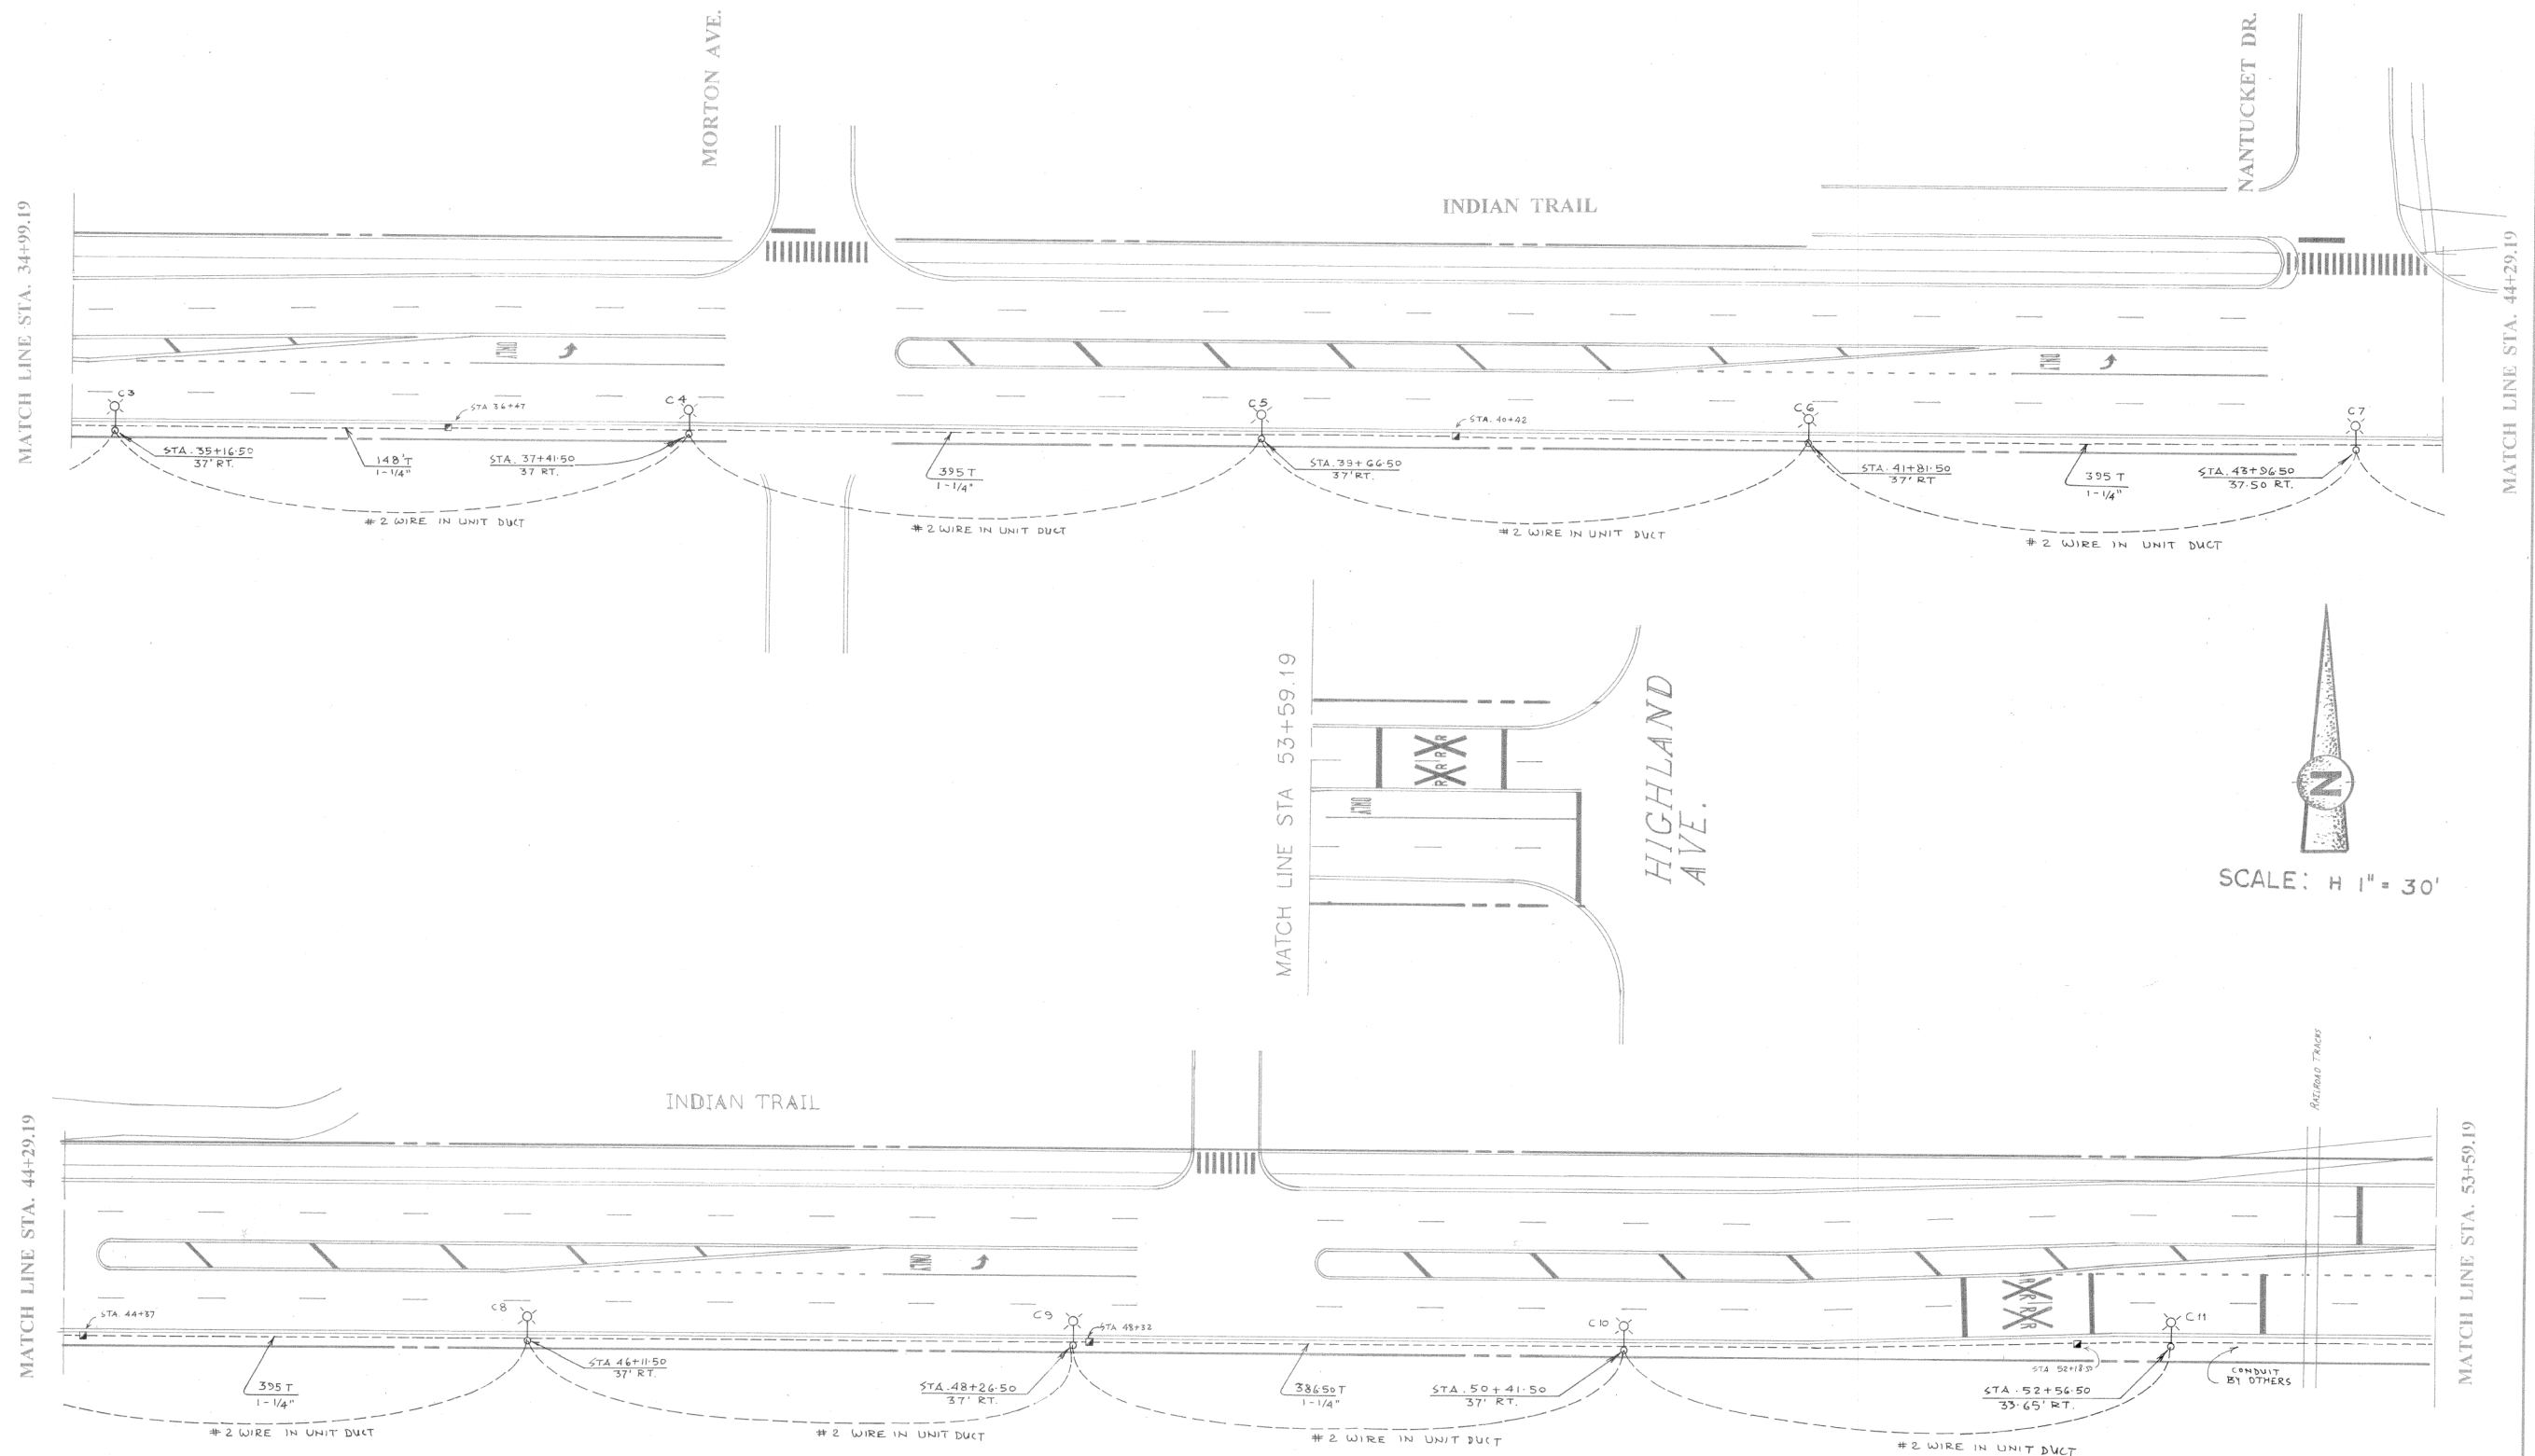 MORTON AVE.
NANTUCKET DR.
INDIAN TRAIL
MATCH LINE STA. 34+99.19
MATCH LINE STA. 44+29.19
ONLY
ONLY
C3
STA 36+47
C4
C5
STA. 40+42
C6
C7
STA. 35+16.50
37' RT.
148'T
1-1/4"
STA. 37+41.50
37 RT.
395T
1-1/4"
STA. 39+66.50
37' RT.
STA. 41+81.50
37' RT
395 T
1-1/4"
STA. 43+96.50
37.50 RT.
# 2 WIRE IN UNIT DUCT
# 2 WIRE IN UNIT DUCT
# 2 WIRE IN UNIT DUCT
# 2 WIRE IN UNIT DUCT
MATCH LINE STA 53+59.19
R R
R R
ONLY
HIGHLAND
AVE.
N
SCALE: H 1" = 30'
RAILROAD TRACKS
INDIAN TRAIL
MATCH LINE STA. 44+29.19
MATCH LINE STA. 53+59.19
ONLY
R R
R R
STA. 44+37
C8
C9
STA 48+32
C10
C11
395T
1-1/4"
STA 46+11.50
37' RT.
STA. 48+26.50
37' RT.
386.50T
1-1/4"
STA. 50+41.50
37' RT.
STA 52+18.50
STA. 52+56.50
33.65' RT.
CONDUIT
BY OTHERS
# 2 WIRE IN UNIT DUCT
# 2 WIRE IN UNIT DUCT
# 2 WIRE IN UNIT DUCT
# 2 WIRE IN UNIT DUCT